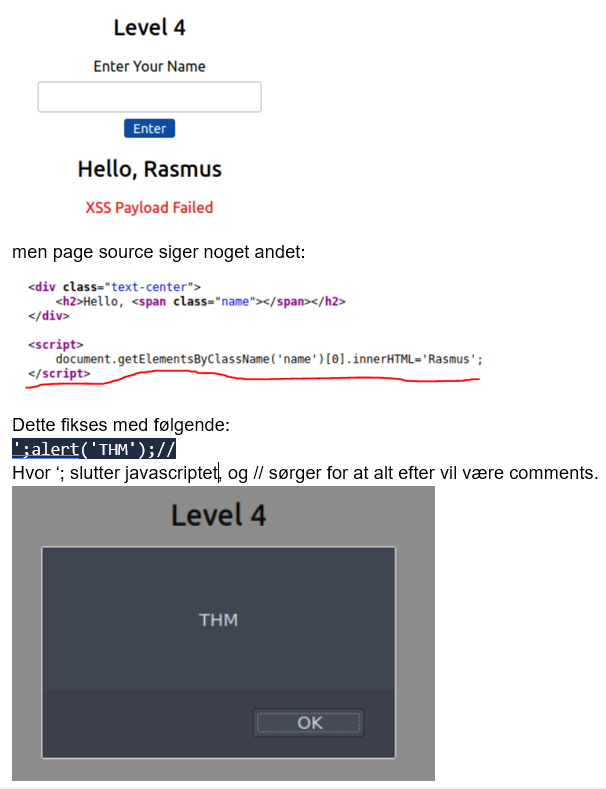 Level 4
Enter Your Name
Enter
Hello, Rasmus
XSS Payload Failed
men page source siger noget andet:
<div class="text-center">
    <h2>Hello, <span class="name"></span></h2>
</div>
<script>
    document.getElementsByClassName('name')[0].innerHTML='Rasmus';
</script>
Dette fikses med følgende:
';alert('THM');//
Hvor ‘; slutter javascriptet, og // sørger for at alt efter vil være comments.
Level 4
THM
OK